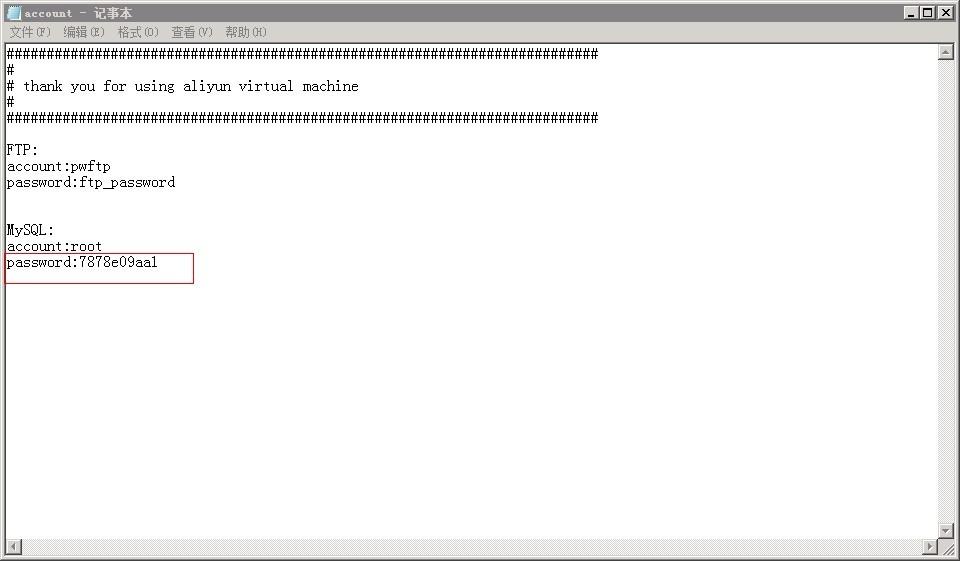 account - 记事本
文件(F) 编辑(E) 格式(O) 查看(V) 帮助(H)
##########################################################################
#
# thank you for using aliyun virtual machine
#
##########################################################################
FTP:
account:pwftp
password:ftp_password
MySQL:
account:root
password:7878e09aa1